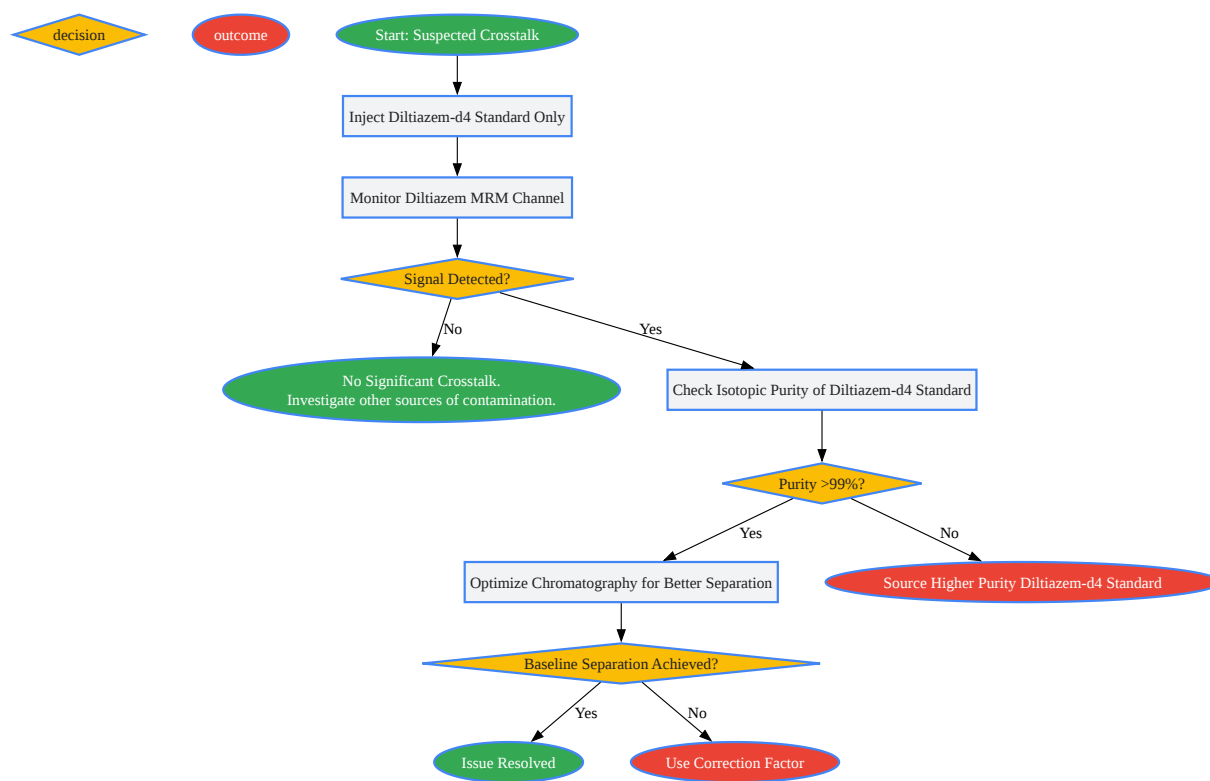 decision
outcome
Start: Suspected Crosstalk
Inject Diltiazem-d4 Standard Only
Monitor Diltiazem MRM Channel
Signal Detected?
No
Yes
No Significant Crosstalk.
Investigate other sources of contamination.
Check Isotopic Purity of Diltiazem-d4 Standard
Purity >99%?
Yes
No
Optimize Chromatography for Better Separation
Source Higher Purity Diltiazem-d4 Standard
Baseline Separation Achieved?
Yes
No
Issue Resolved
Use Correction Factor